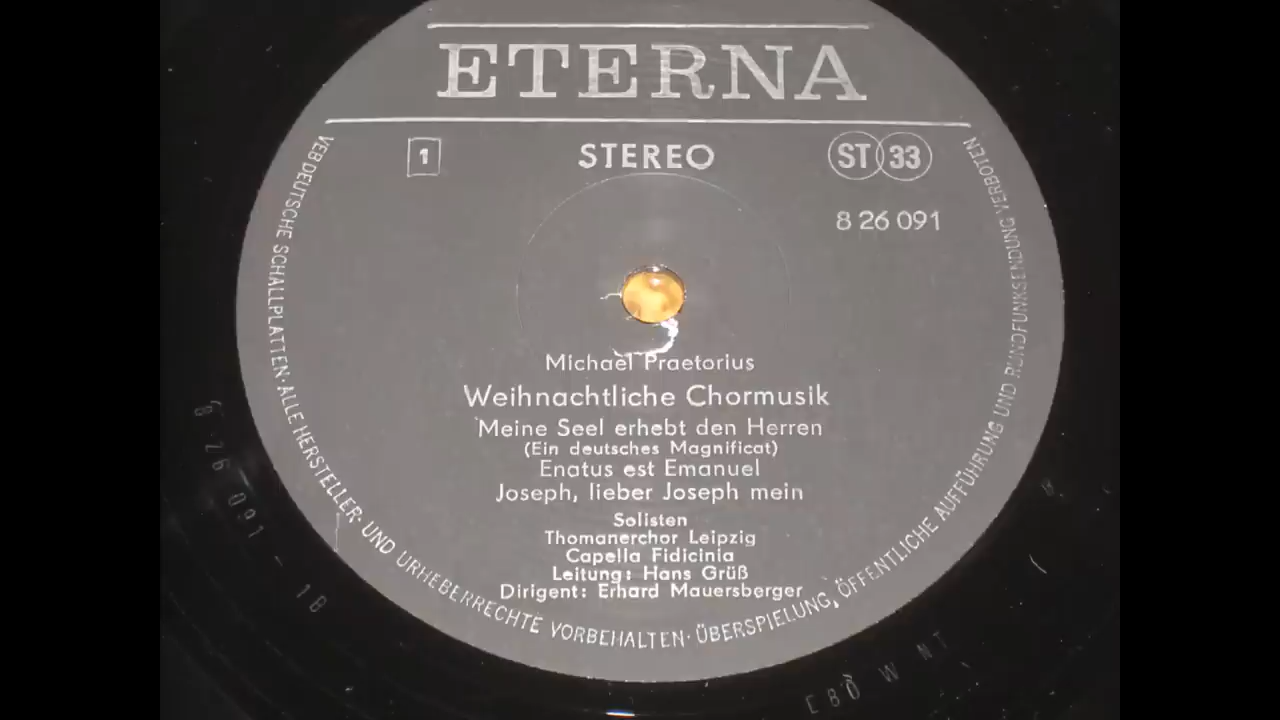 ETERNA
1 STEREO ST 33
8 26 091
Michael Praetorius
Weihnachtliche Chormusik
Meine Seel erhebt den Herren
(Ein deutsches Magnificat)
Enatus est Emanuel
Joseph, lieber Joseph mein
Solisten
Thomanerchor Leipzig
Capella Fidicinia
Leitung: Hans Grüß
Dirigent: Erhard Mauersberger
VEB DEUTSCHE SCHALLPLATTEN · ALLE HERSTELLER- UND URHEBERRECHTE VORBEHALTEN · ÜBERSPIELUNG, ÖFFENTLICHE AUFFÜHRUNG UND RUNDFUNKSENDUNG VERBOTEN
8 26 091 -